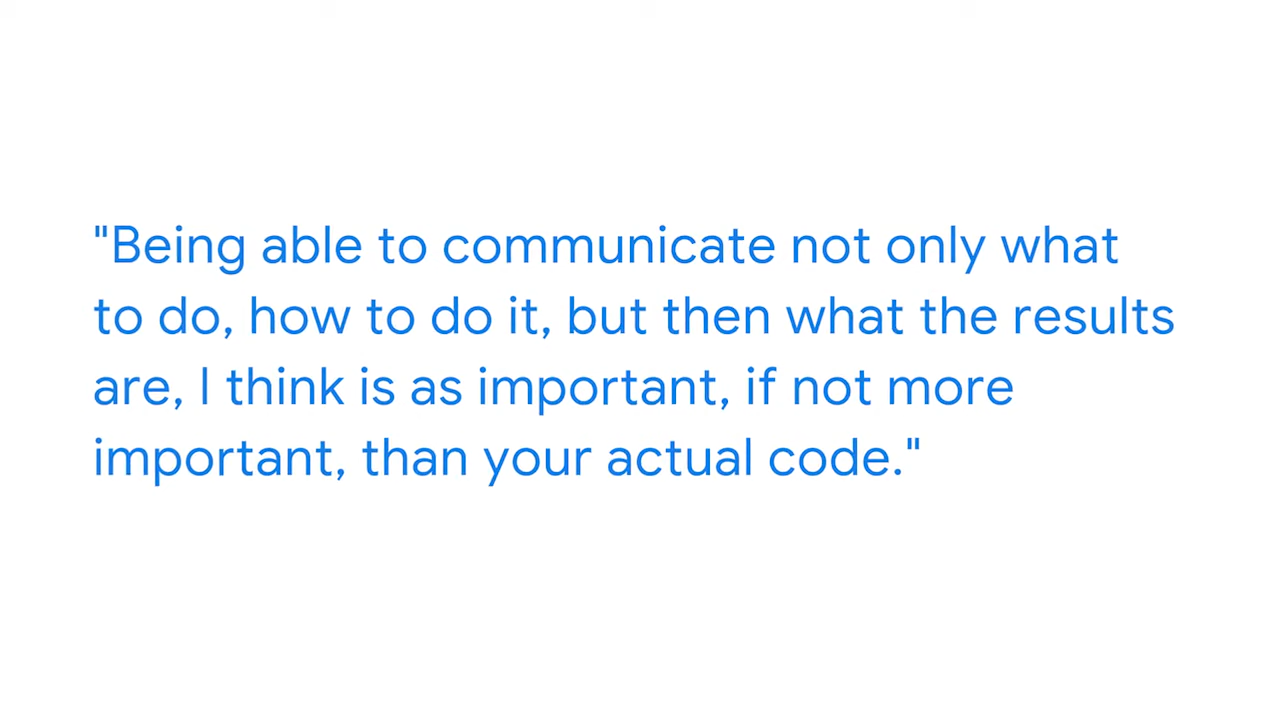 "Being able to communicate not only what
to do, how to do it, but then what the results
are, I think is as important, if not more
important, than your actual code."